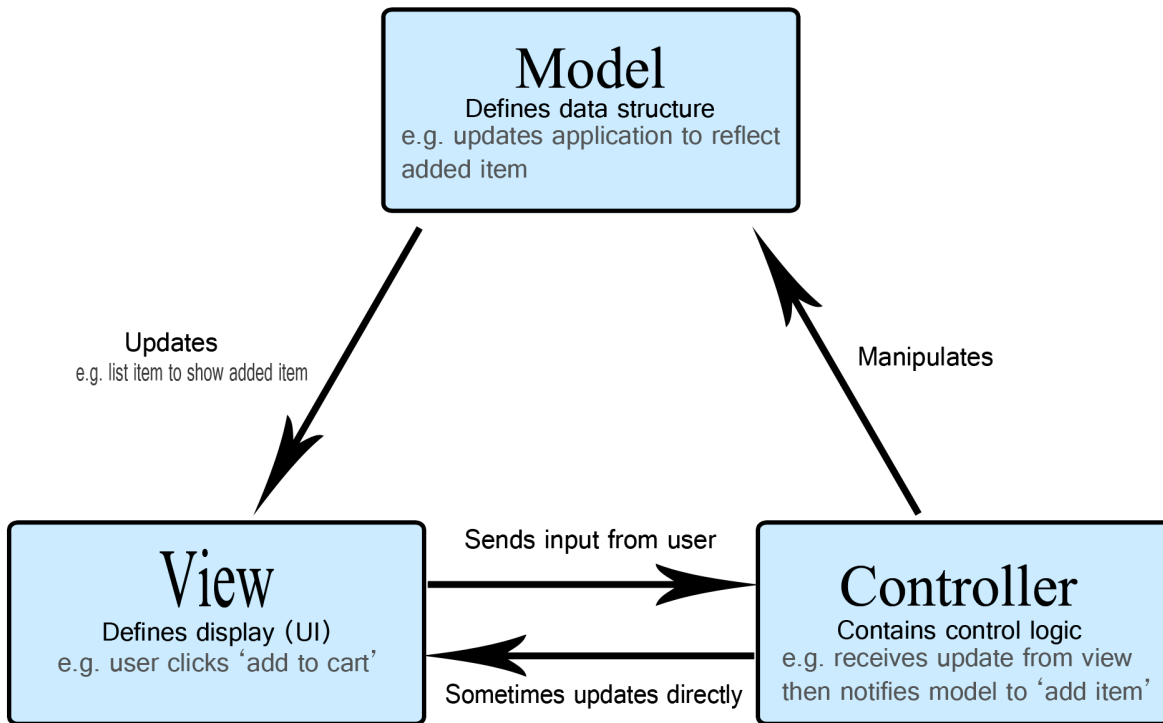 Model
Defines data structure
e.g. updates application to reflect
added item
Updates
e.g. list item to show added item
Manipulates
View
Defines display (UI)
e.g. user clicks ‘add to cart’
Sends input from user
Sometimes updates directly
Controller
Contains control logic
e.g. receives update from view
then notifies model to ‘add item’